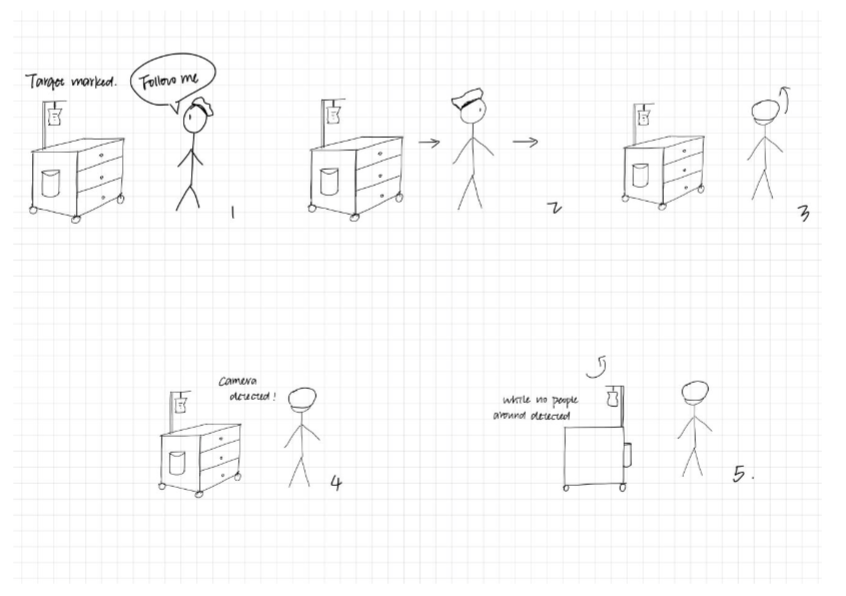 Target marked.
Follow me
1
2
3
Camera
detected!
4
while no people
around detected
5.